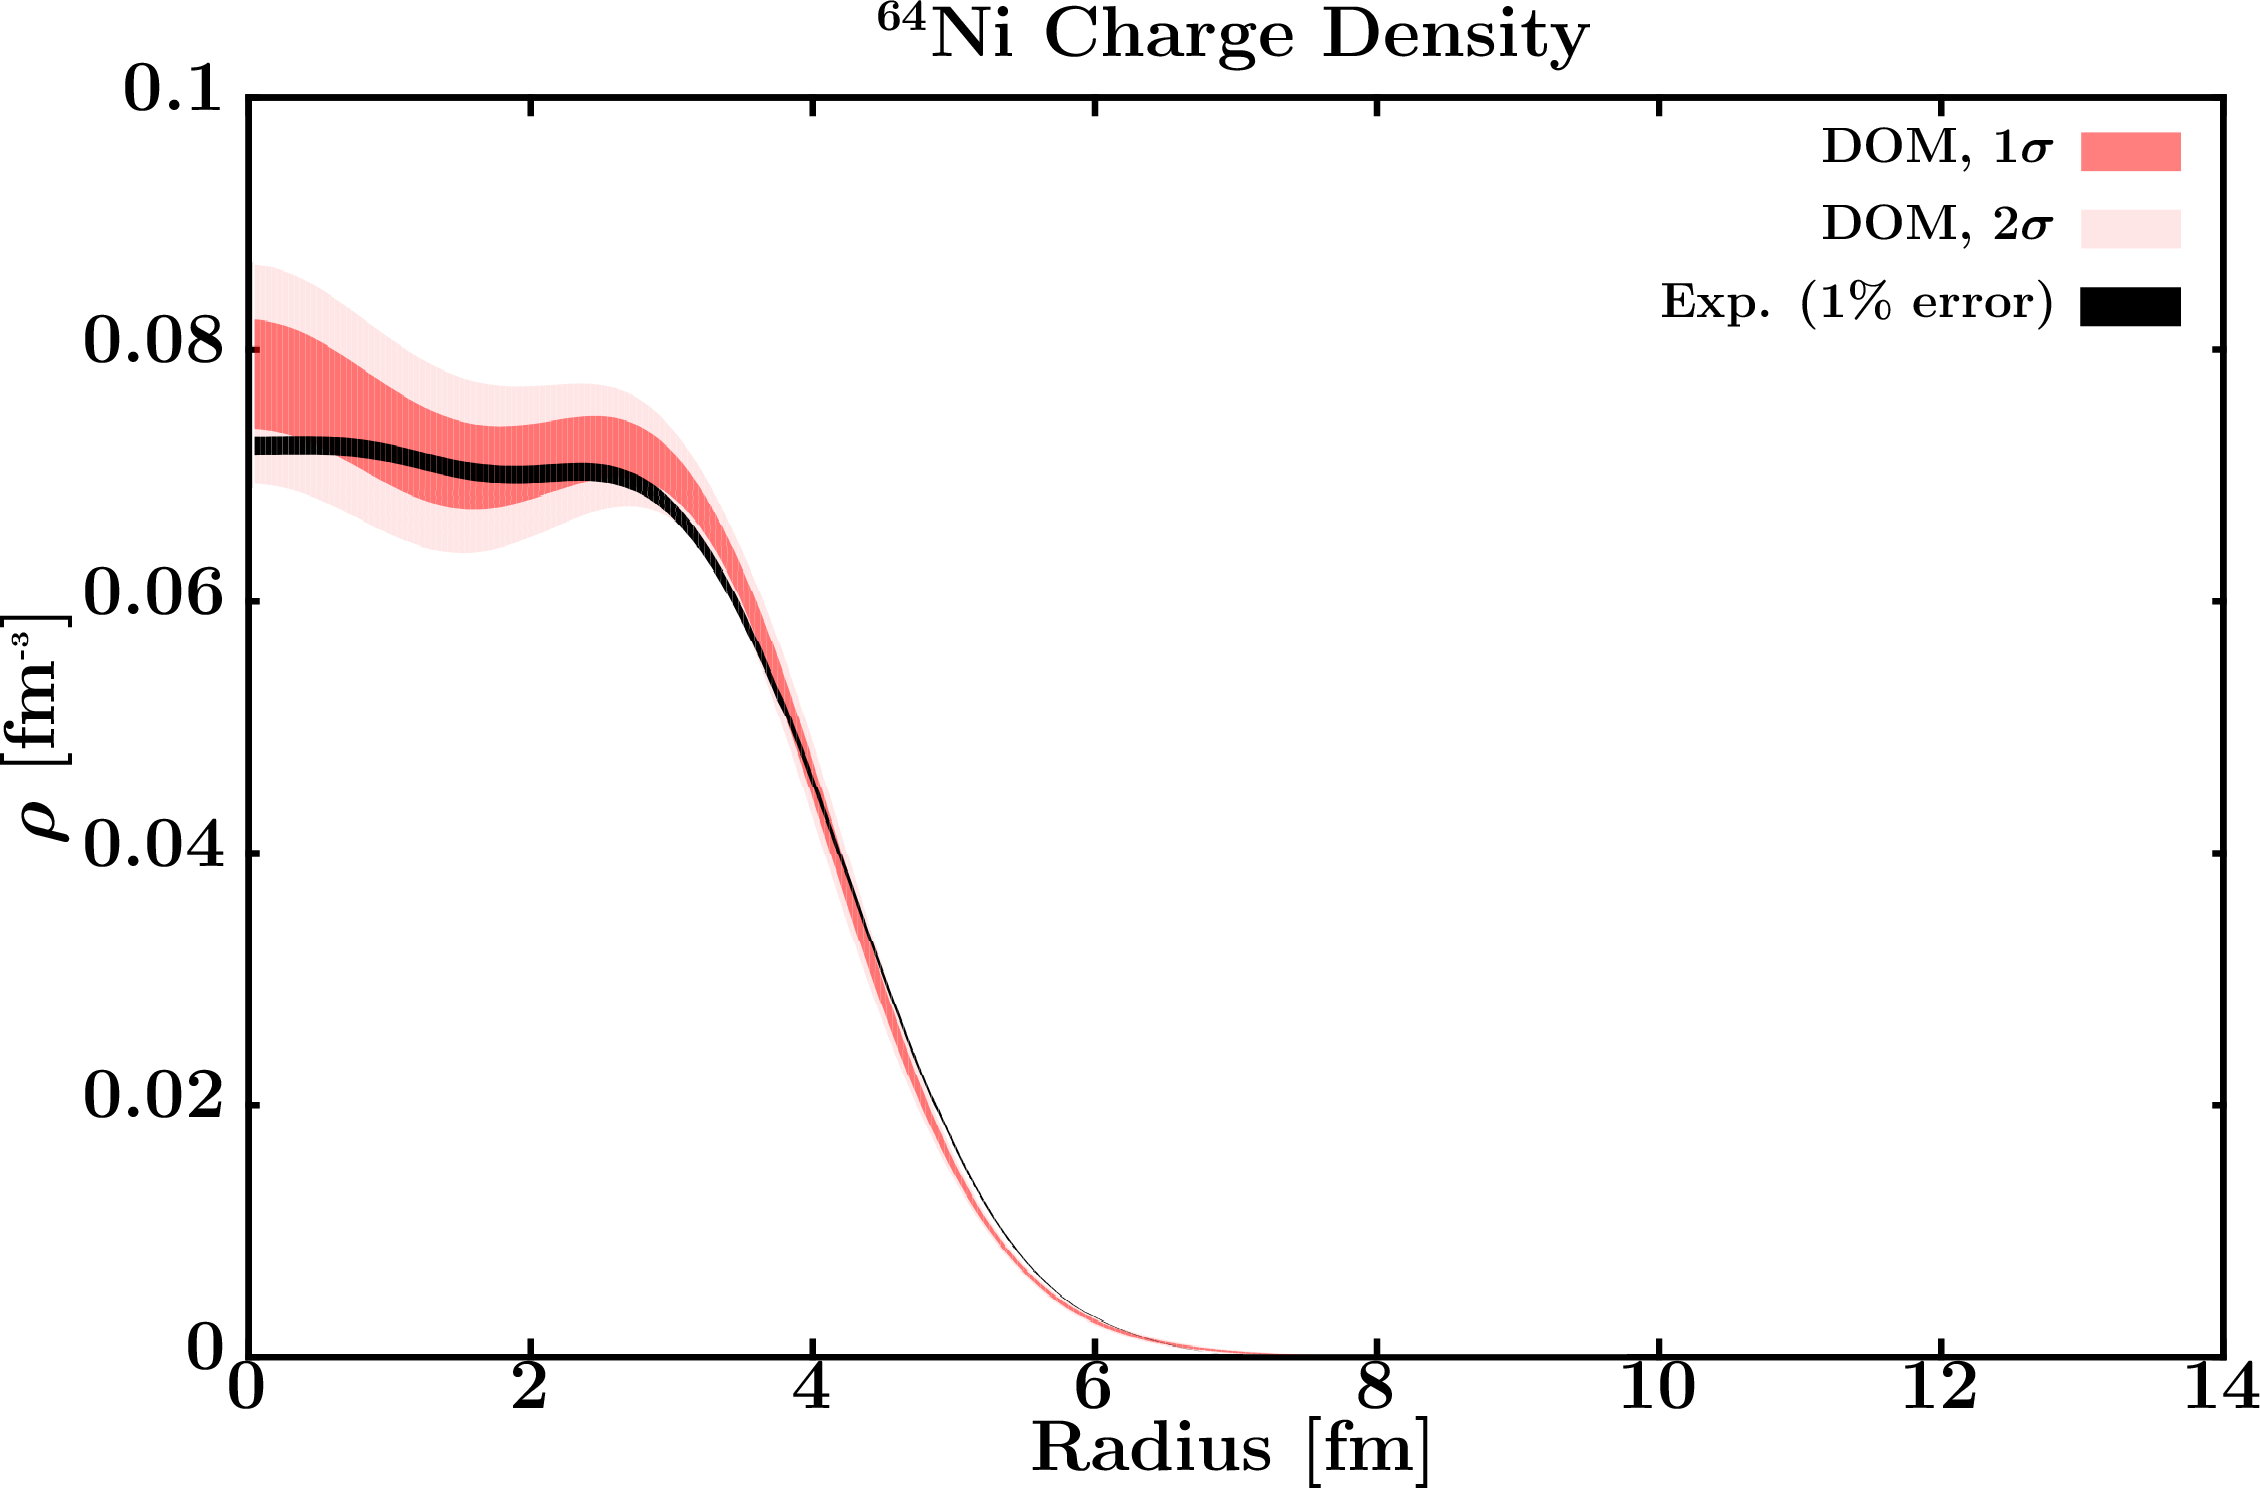 ⁶⁴Ni Charge Density
0.1
0.08
0.06
0.04
0.02
0
ρ [fm⁻³]
DOM, 1σ
DOM, 2σ
Exp. (1% error)
0 2 4 6 8 10 12 14
Radius [fm]